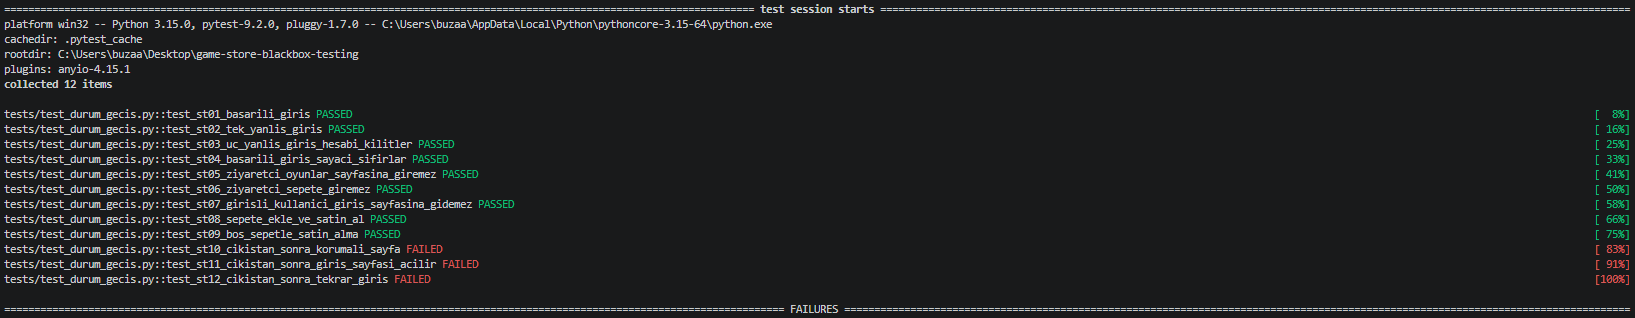 ============================== test session starts ==============================
platform win32 -- Python 3.15.0, pytest-9.2.0, pluggy-1.7.0 -- C:\Users\buzaa\AppData\Local\Python\pythoncore-3.15-64\python.exe
cachedir: .pytest_cache
rootdir: C:\Users\buzaa\Desktop\game-store-blackbox-testing
plugins: anyio-4.15.1
collected 12 items
tests/test_durum_gecis.py::test_st01_basarili_giris PASSED [  8%]
tests/test_durum_gecis.py::test_st02_tek_yanlis_giris PASSED [ 16%]
tests/test_durum_gecis.py::test_st03_uc_yanlis_giris_hesabi_kilitler PASSED [ 25%]
tests/test_durum_gecis.py::test_st04_basarili_giris_sayaci_sifirlar PASSED [ 33%]
tests/test_durum_gecis.py::test_st05_ziyaretci_oyunlar_sayfasina_giremez PASSED [ 41%]
tests/test_durum_gecis.py::test_st06_ziyaretci_sepete_giremez PASSED [ 50%]
tests/test_durum_gecis.py::test_st07_girisli_kullanici_giris_sayfasina_gidemez PASSED [ 58%]
tests/test_durum_gecis.py::test_st08_sepete_ekle_ve_satin_al PASSED [ 66%]
tests/test_durum_gecis.py::test_st09_bos_sepetle_satin_alma PASSED [ 75%]
tests/test_durum_gecis.py::test_st10_cikistan_sonra_korumali_sayfa FAILED [ 83%]
tests/test_durum_gecis.py::test_st11_cikistan_sonra_giris_sayfasi_acilir FAILED [ 91%]
tests/test_durum_gecis.py::test_st12_cikistan_sonra_tekrar_giris FAILED [100%]
============================== FAILURES ==============================